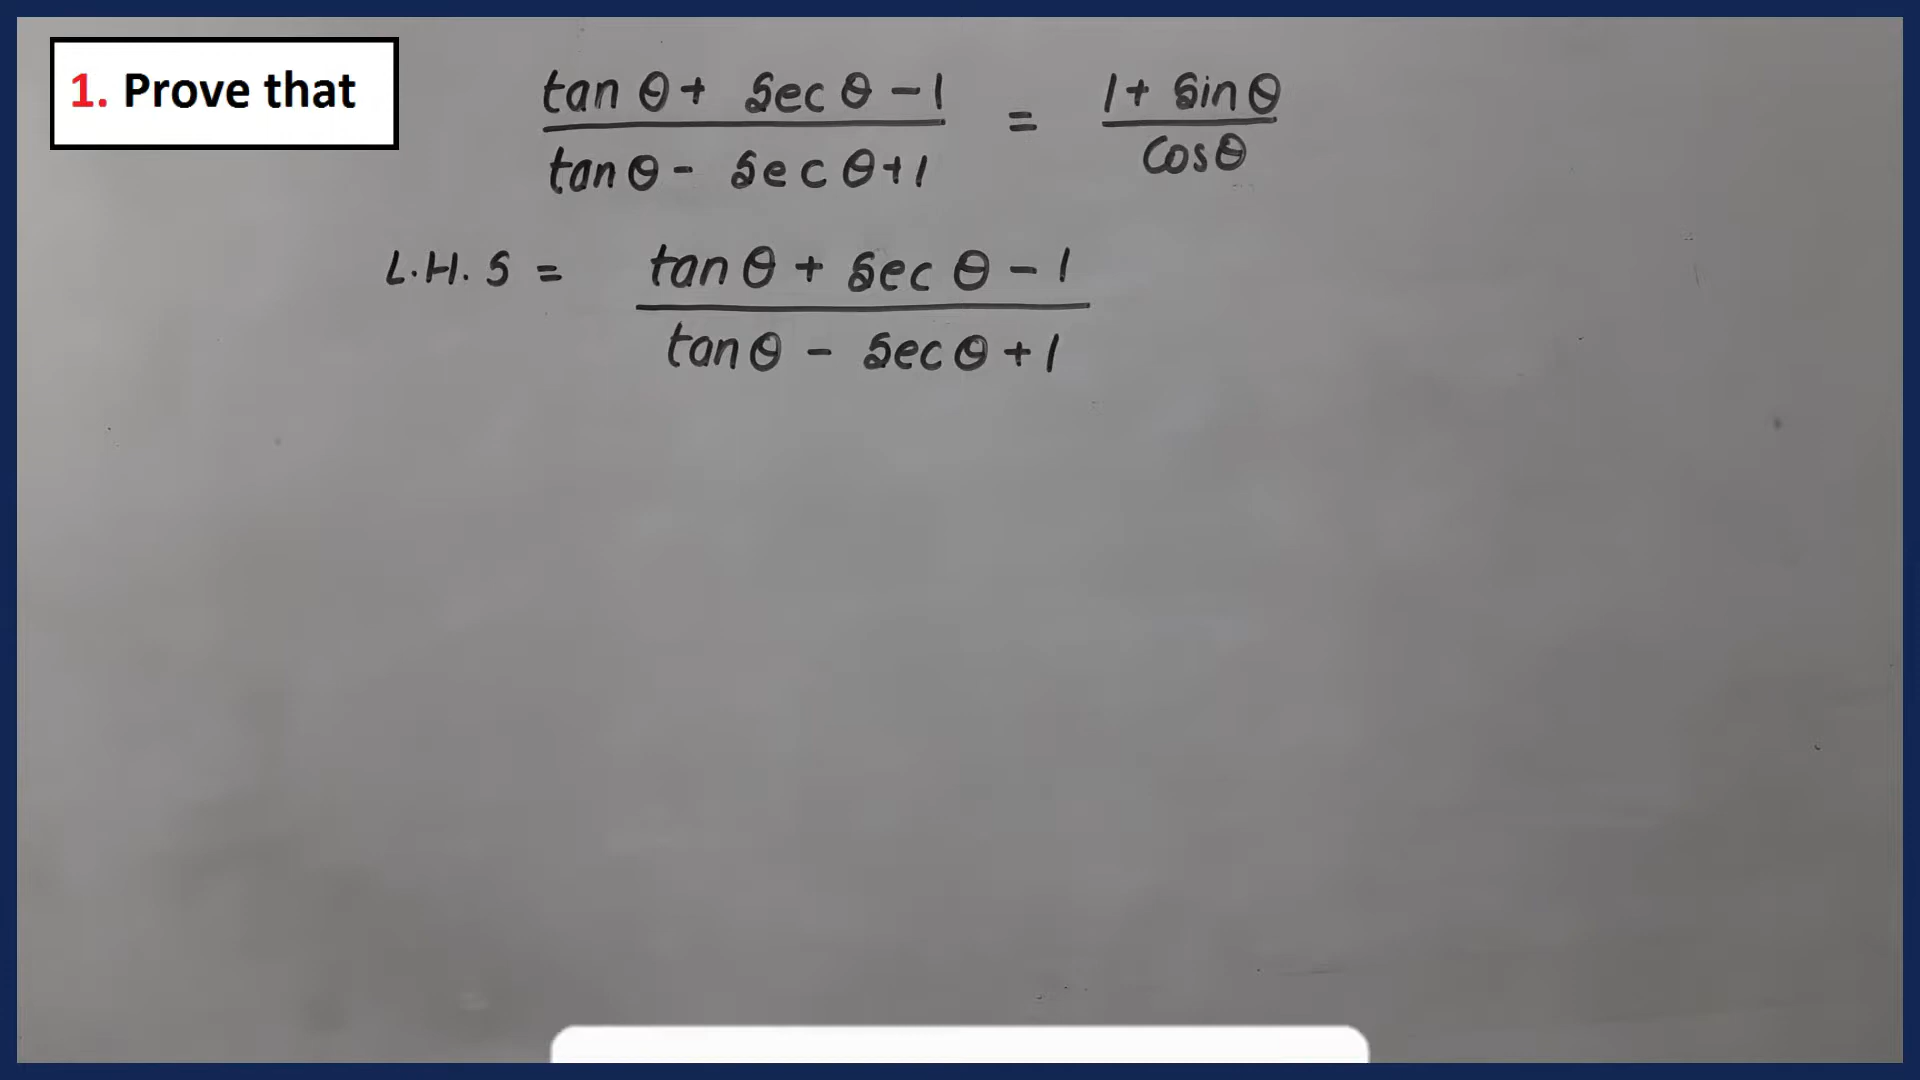 1. Prove that
tan θ + sec θ - 1 = 1 + sin θ
tan θ - sec θ + 1 cos θ
L.H.S = tan θ + sec θ - 1
tan θ - sec θ + 1